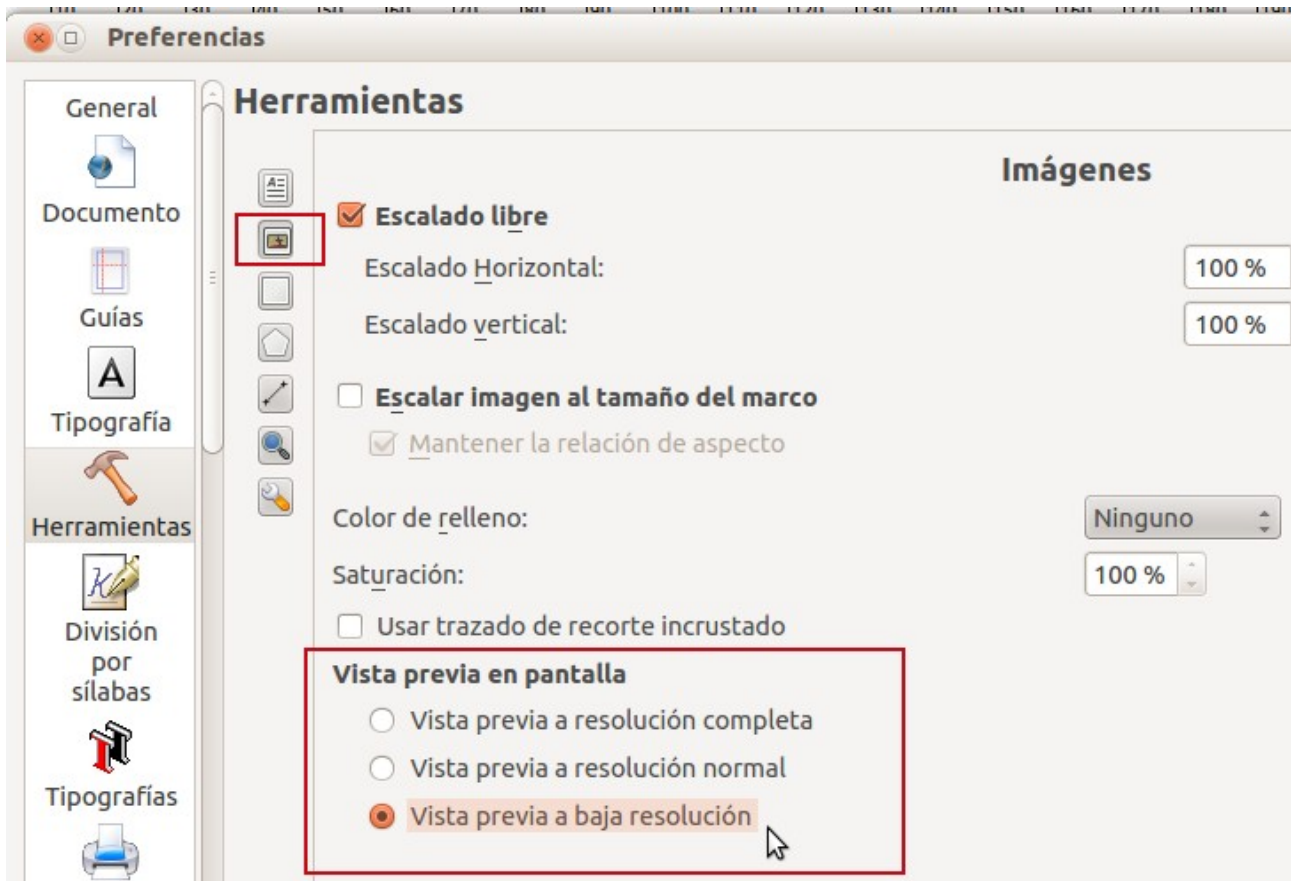 Preferencias
General
Documento
Guías
Tipografía
Herramientas
División
por
sílabas
Tipografías
Herramientas
Imágenes
Escalado libre
Escalado Horizontal:
100 %
Escalado vertical:
100 %
Escalar imagen al tamaño del marco
Mantener la relación de aspecto
Color de relleno:
Ninguno
Saturación:
100 %
Usar trazado de recorte incrustado
Vista previa en pantalla
Vista previa a resolución completa
Vista previa a resolución normal
Vista previa a baja resolución